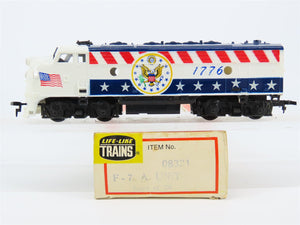 1776
LIFE-LIKE
TRAINS
ITEM No.
08321
F-7 A UNIT